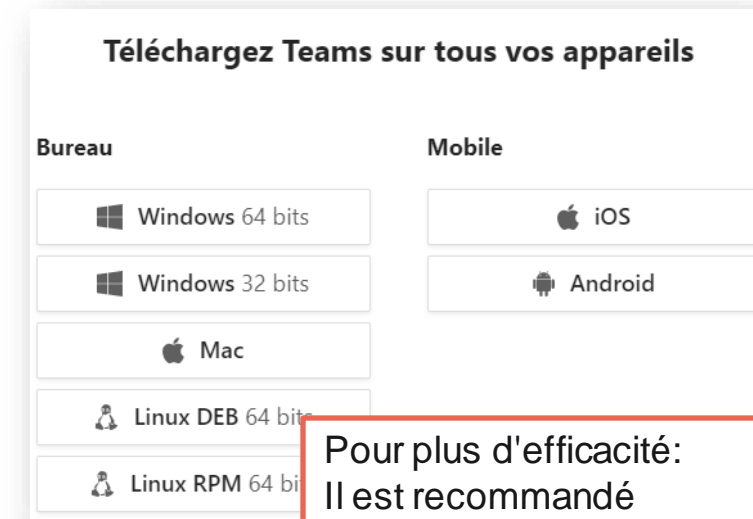 Téléchargez Teams sur tous vos appareils
Bureau
Windows 64 bits
Windows 32 bits
Mac
Linux DEB 64 bits
Linux RPM 64 bi
Mobile
iOS
Android
Pour plus d'efficacité:
Il est recommandé